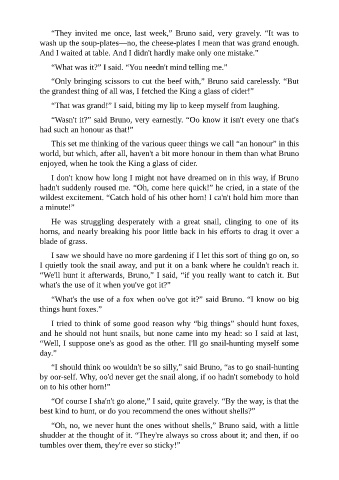 “They invited me once, last week,” Bruno said, very gravely. “It was to
wash up the soup-plates—no, the cheese-plates I mean that was grand enough.
And I waited at table. And I didn't hardly make only one mistake.”
“What was it?” I said. “You needn't mind telling me.”
“Only bringing scissors to cut the beef with,” Bruno said carelessly. “But
the grandest thing of all was, I fetched the King a glass of cider!”
“That was grand!” I said, biting my lip to keep myself from laughing.
“Wasn't it?” said Bruno, very earnestly. “Oo know it isn't every one that's
had such an honour as that!”
This set me thinking of the various queer things we call “an honour” in this
world, but which, after all, haven't a bit more honour in them than what Bruno
enjoyed, when he took the King a glass of cider.
I don't know how long I might not have dreamed on in this way, if Bruno
hadn't suddenly roused me. “Oh, come here quick!” he cried, in a state of the
wildest excitement. “Catch hold of his other horn! I ca'n't hold him more than
a minute!”
He was struggling desperately with a great snail, clinging to one of its
horns, and nearly breaking his poor little back in his efforts to drag it over a
blade of grass.
I saw we should have no more gardening if I let this sort of thing go on, so
I quietly took the snail away, and put it on a bank where he couldn't reach it.
“We'll hunt it afterwards, Bruno,” I said, “if you really want to catch it. But
what's the use of it when you've got it?”
“What's the use of a fox when oo've got it?” said Bruno. “I know oo big
things hunt foxes.”
I tried to think of some good reason why “big things” should hunt foxes,
and he should not hunt snails, but none came into my head: so I said at last,
“Well, I suppose one's as good as the other. I'll go snail-hunting myself some
day.”
“I should think oo wouldn't be so silly,” said Bruno, “as to go snail-hunting
by oor-self. Why, oo'd never get the snail along, if oo hadn't somebody to hold
on to his other horn!”
“Of course I sha'n't go alone,” I said, quite gravely. “By the way, is that the
best kind to hunt, or do you recommend the ones without shells?”
“Oh, no, we never hunt the ones without shells,” Bruno said, with a little
shudder at the thought of it. “They're always so cross about it; and then, if oo
tumbles over them, they're ever so sticky!”